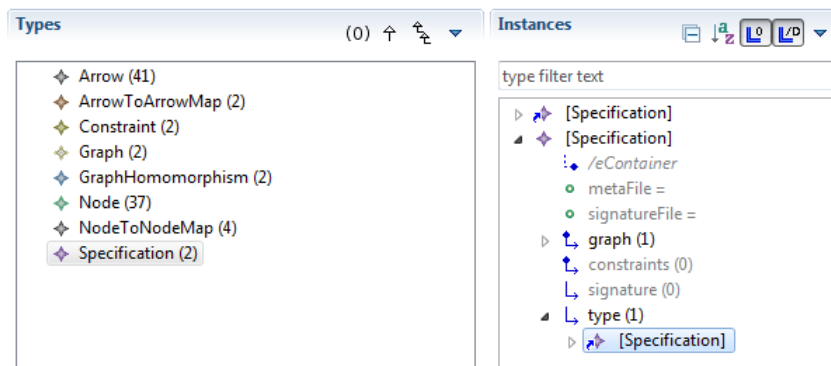 Types
(0)
Arrow (41)
ArrowToArrowMap (2)
Constraint (2)
Graph (2)
GraphHomomorphism (2)
Node (37)
NodeToNodeMap (4)
Specification (2)
Instances
type filter text
[Specification]
[Specification]
/eContainer
metaFile =
signatureFile =
graph (1)
constraints (0)
signature (0)
type (1)
[Specification]